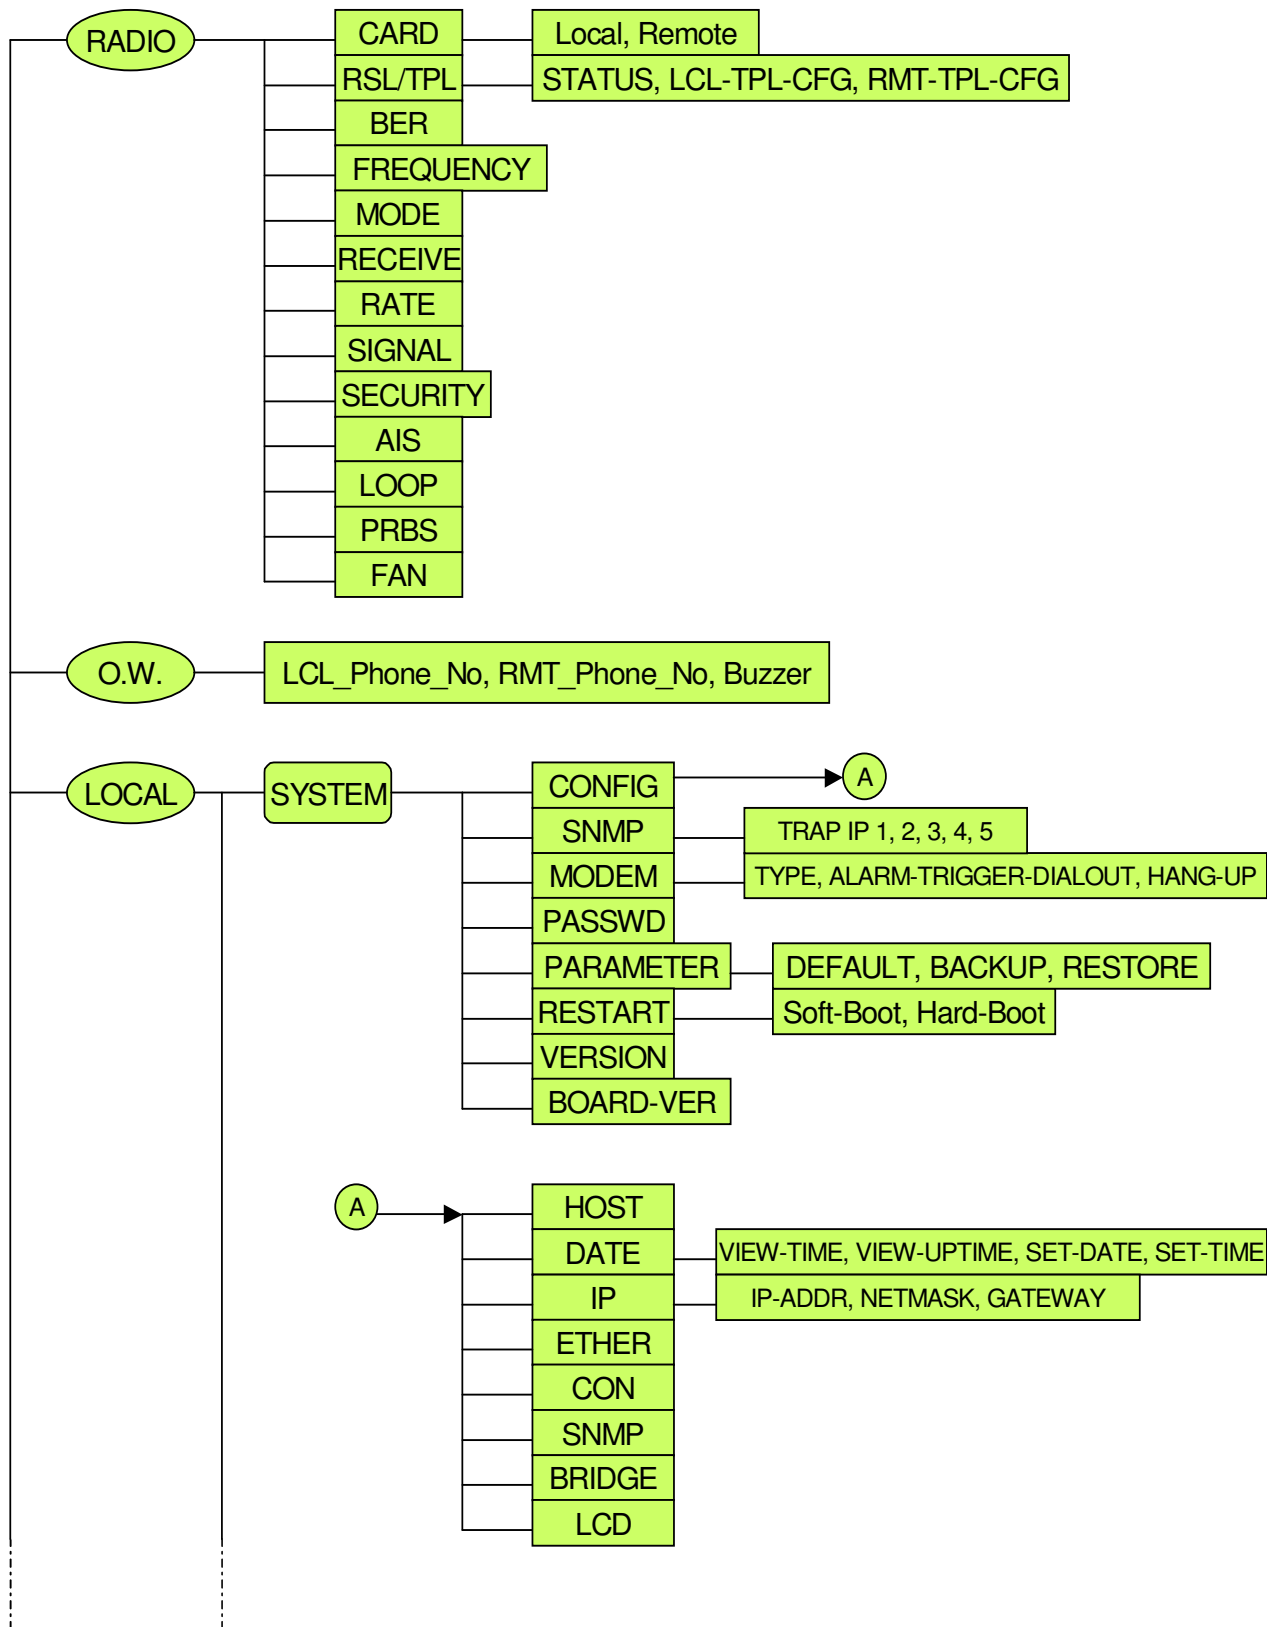 RADIO
CARD
Local, Remote
RSL/TPL
STATUS, LCL-TPL-CFG, RMT-TPL-CFG
BER
FREQUENCY
MODE
RECEIVE
RATE
SIGNAL
SECURITY
AIS
LOOP
PRBS
FAN
O.W.
LCL_Phone_No, RMT_Phone_No, Buzzer
LOCAL
SYSTEM
CONFIG
A
SNMP
TRAP IP 1, 2, 3, 4, 5
MODEM
TYPE, ALARM-TRIGGER-DIALOUT, HANG-UP
PASSWD
PARAMETER
DEFAULT, BACKUP, RESTORE
RESTART
Soft-Boot, Hard-Boot
VERSION
BOARD-VER
A
HOST
DATE
VIEW-TIME, VIEW-UPTIME, SET-DATE, SET-TIME
IP
IP-ADDR, NETMASK, GATEWAY
ETHER
CON
SNMP
BRIDGE
LCD